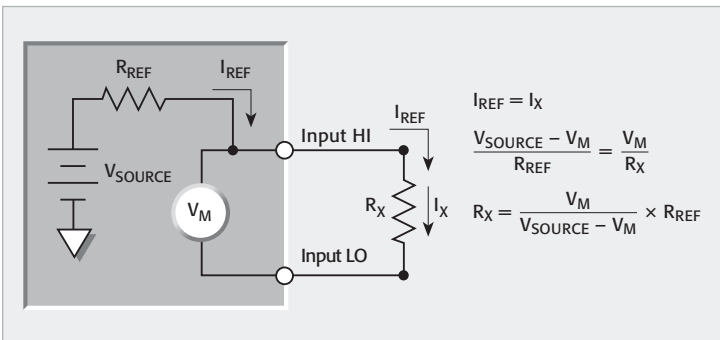 R_REF
I_REF
V_SOURCE
V_M
Input HI
Input LO
I_REF
R_X
I_X
I_REF = I_X
V_SOURCE – V_M / R_REF = V_M / R_X
R_X = V_M / V_SOURCE – V_M × R_REF